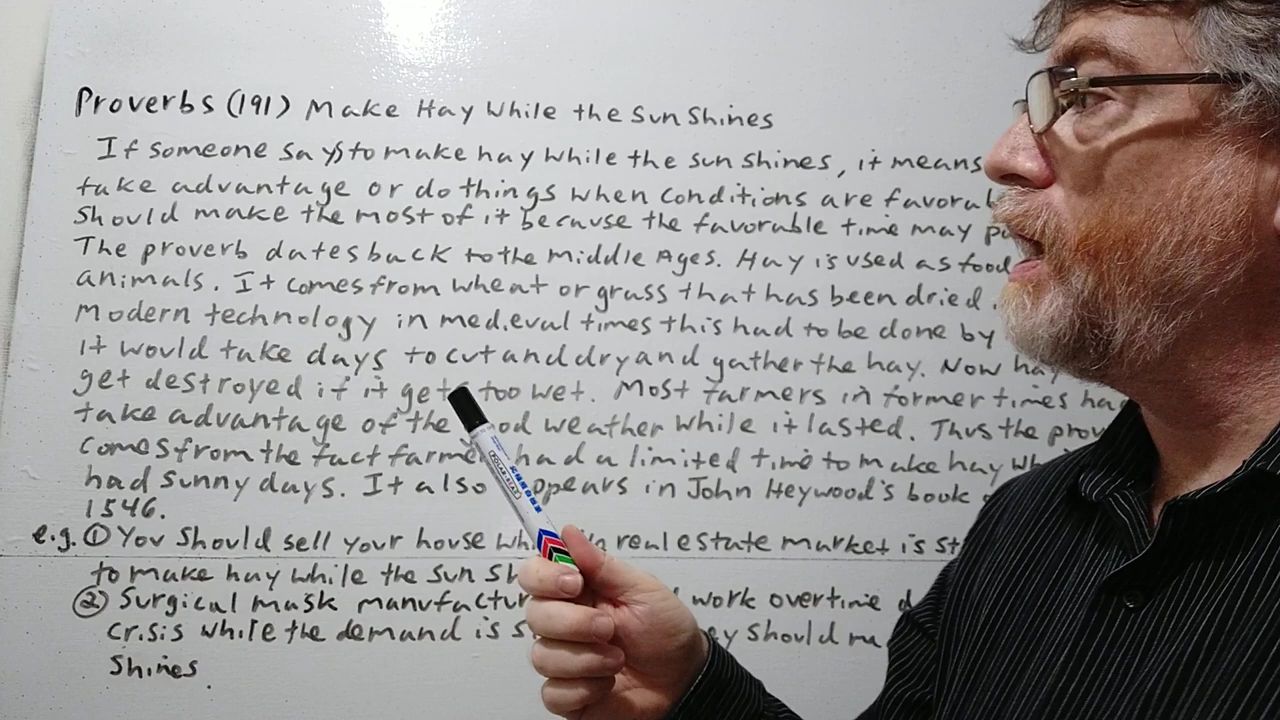 Proverbs (191) Make Hay While the Sun Shines
If someone says to make hay while the sun shines, it means
take advantage or do things when conditions are favorab
should make the most of it because the favorable time may
The proverb dates back to the Middle Ages. Hay is used as food
animals. It comes from wheat or grass that has been dried.
Modern technology in medieval times this had to be done by
it would take days to cut and dry and gather the hay. Now hay
get destroyed if it get too wet. Most farmers in former times had
take advantage of the good weather while it lasted. Thus the prov
comes from the fact farmer had a limited time to make hay wh
had sunny days. It also appears in John Heywood's book
1546.
e.g. ① You should sell your house while real estate market is st
to make hay while the sun sh
② Surgical mask manufactur work overtime d
crisis while the demand is s ey should ma
shines.